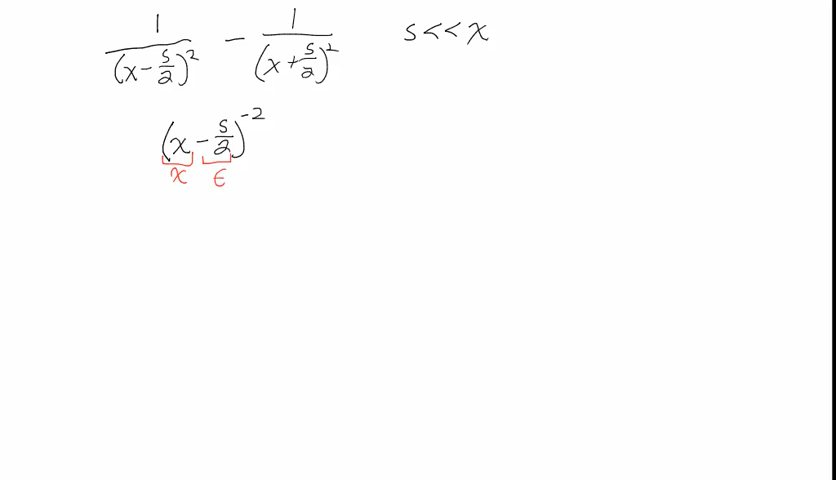 1/(x - s/2)² - 1/(x + s/2)² s << x
(x - s/2)⁻²
x ϵ